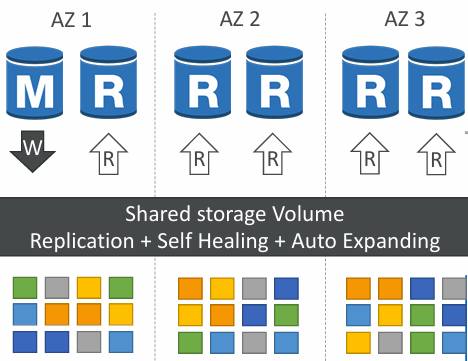 AZ 1 AZ 2 AZ 3
M R R R R R
W R R R R R
Shared storage Volume
Replication + Self Healing + Auto Expanding